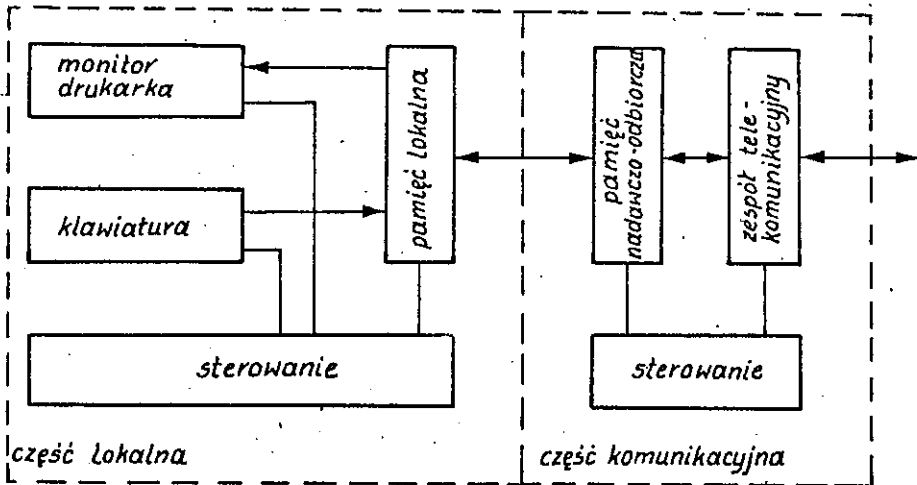 monitor
drukarka
klawiatura
pamięć lokalna
sterowanie
część lokalna
pamięć
nadawczo-odbiorcza
zespół tele-
komunikacyjny
sterowanie
część komunikacyjna